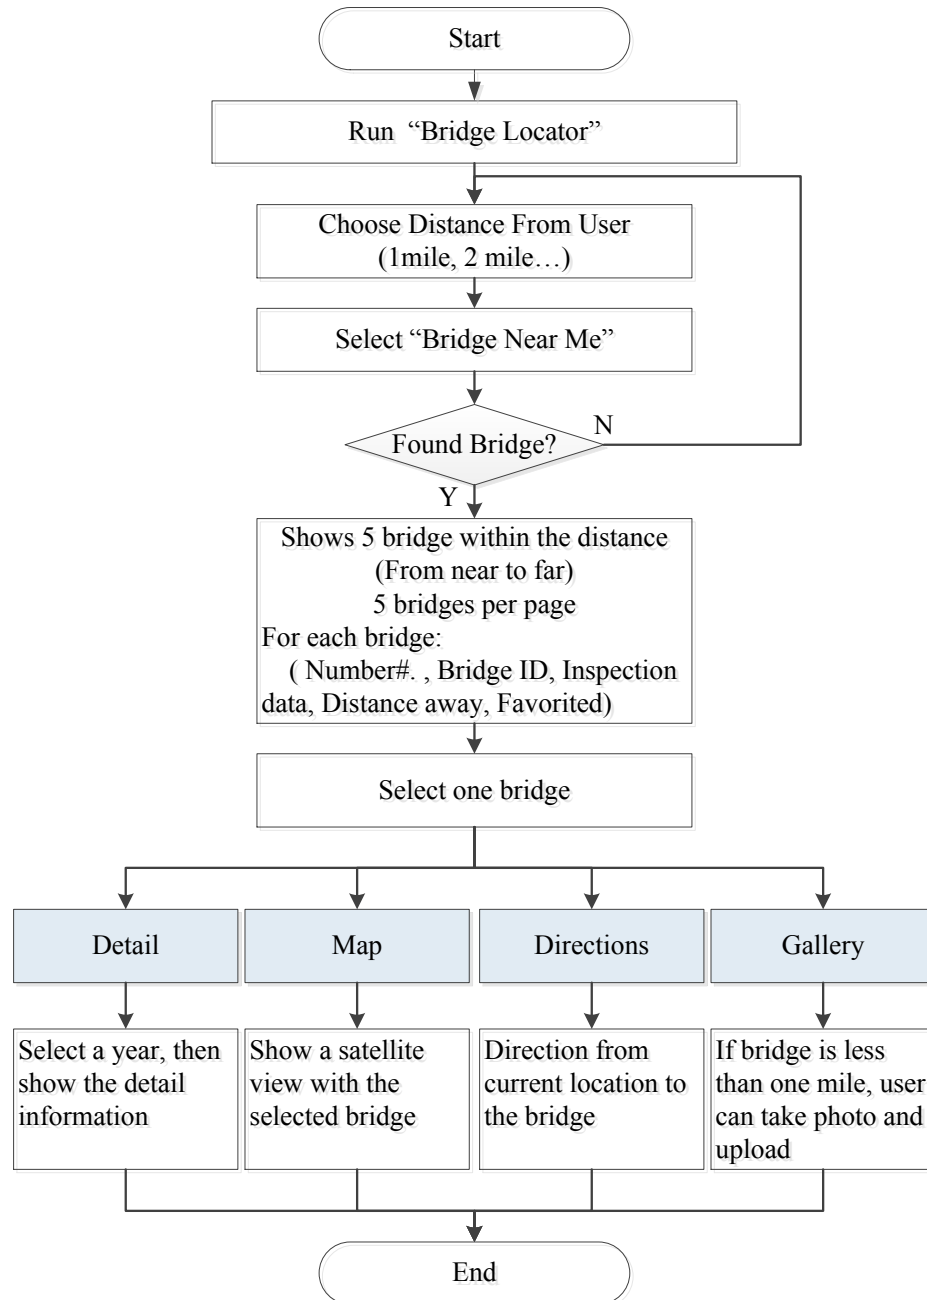 Start
Run “Bridge Locator”
Choose Distance From User
(1mile, 2 mile…)
Select “Bridge Near Me”
Found Bridge?
N
Y
Shows 5 bridge within the distance
(From near to far)
5 bridges per page
For each bridge:
( Number#. , Bridge ID, Inspection
data, Distance away, Favorited)
Select one bridge
Detail
Map
Directions
Gallery
Select a year, then
show the detail
information
Show a satellite
view with the
selected bridge
Direction from
current location to
the bridge
If bridge is less
than one mile, user
can take photo and
upload
End